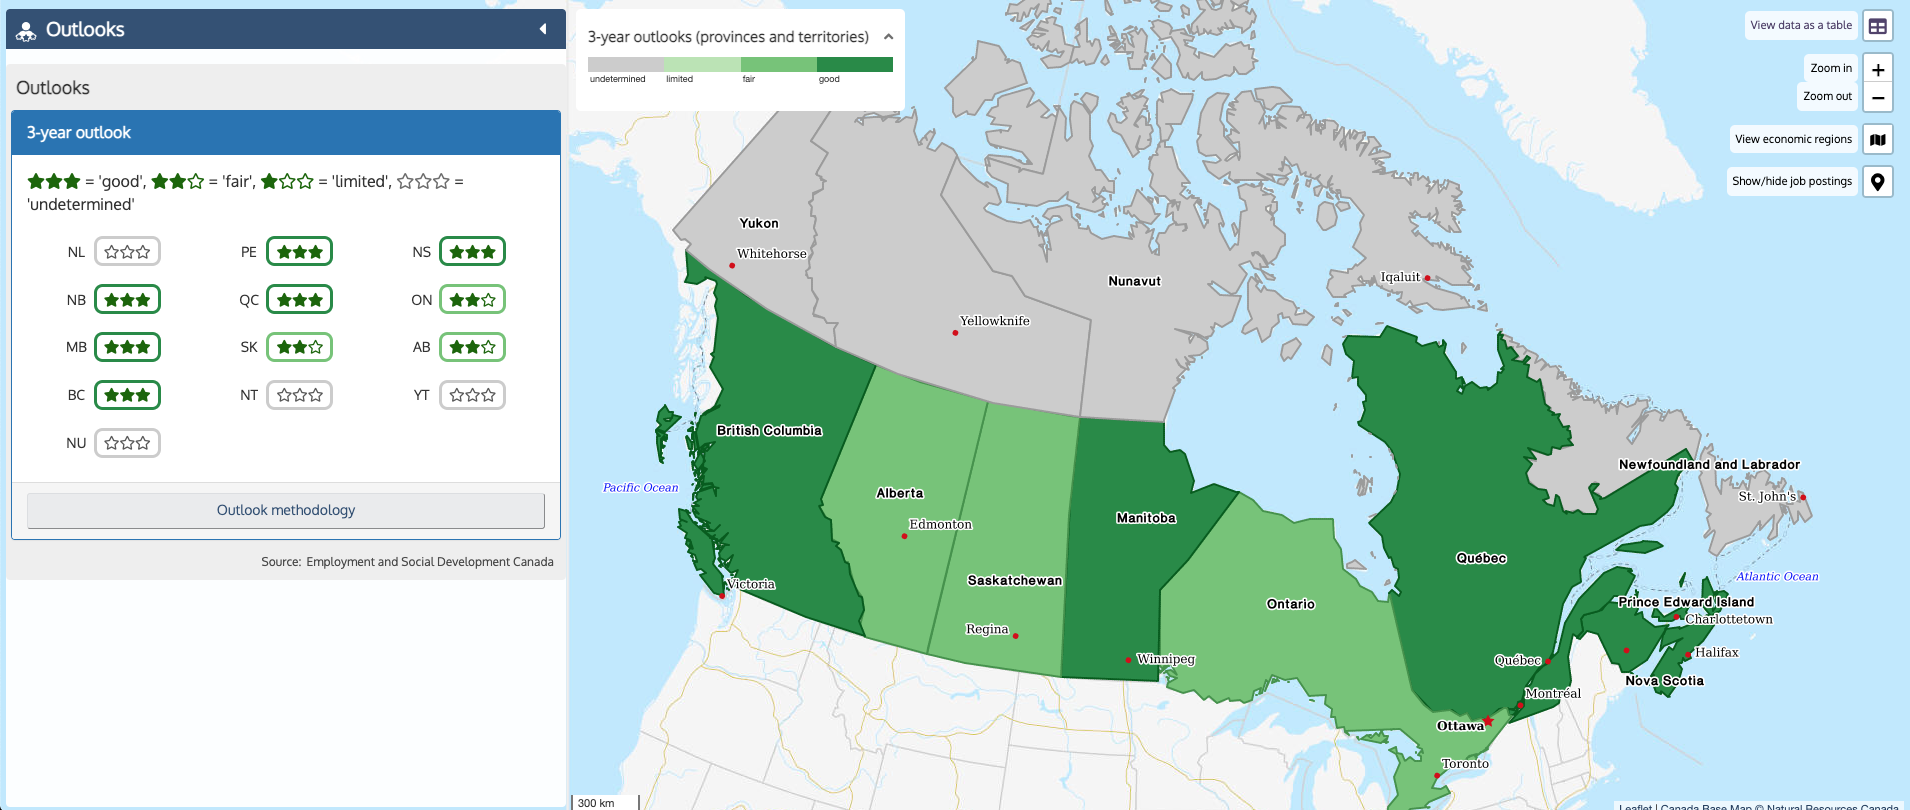 Outlooks
Outlooks
3-year outlook
★★★ = 'good', ★★☆ = 'fair', ★☆☆ = 'limited', ☆☆☆ =
'undetermined'
NL ☆☆☆ PE ★★★ NS ★★★
NB ★★★ QC ★★★ ON ★★☆
MB ★★★ SK ★★☆ AB ★★☆
BC ★★★ NT ☆☆☆ YT ☆☆☆
NU ☆☆☆
Outlook methodology
Source: Employment and Social Development Canada
3-year outlooks (provinces and territories)
undetermined limited fair good
View data as a table
Zoom in +
Zoom out −
View economic regions
Show/hide job postings
Yukon
Whitehorse
Nunavut
Iqaluit
Yellowknife
British Columbia
Newfoundland and Labrador
Pacific Ocean
Alberta
St. John's
Manitoba
Edmonton
Québec
Atlantic Ocean
Saskatchewan
Victoria
Ontario
Prince Edward Island
Charlottetown
Regina
Halifax
Winnipeg
Québec
Nova Scotia
Montréal
Ottawa
Toronto
300 km
Leaflet | Canada Base Map © Natural Resources Canada